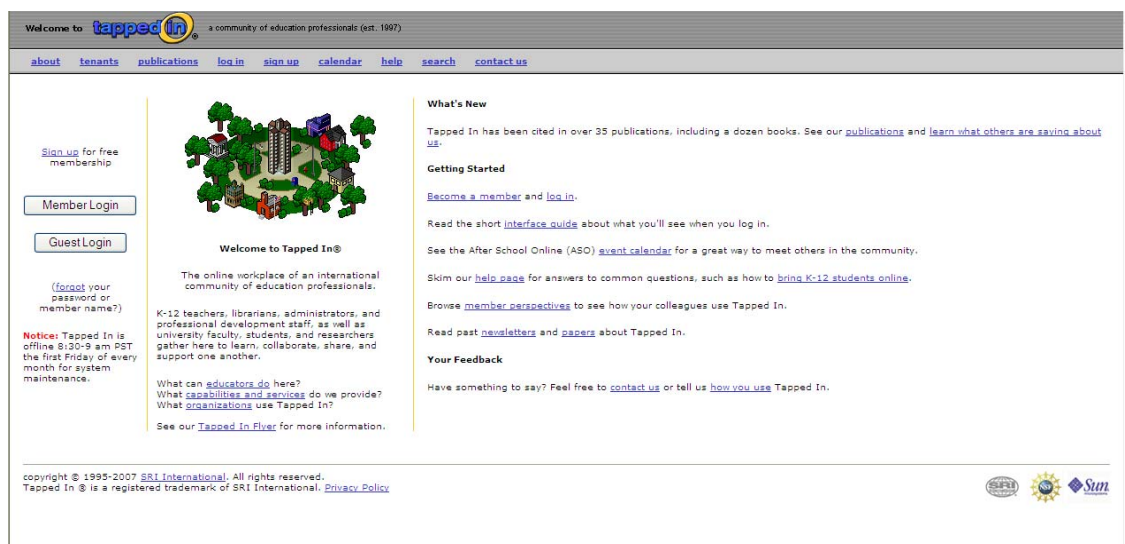 Welcome to tapped in® a community of education professionals (est. 1997)
about tenants publications log in sign up calendar help search contact us
Sign up for free
membership
Member Login
Guest Login
(forgot your
password or
member name?)
Notice: Tapped In is
offline 8:30-9 am PST
the first Friday of every
month for system
maintenance.
Welcome to Tapped In®
The online workplace of an international
community of education professionals.
K-12 teachers, librarians, administrators, and
professional development staff, as well as
university faculty, students, and researchers
gather here to learn, collaborate, share, and
support one another.
What can educators do here?
What capabilities and services do we provide?
What organizations use Tapped In?
See our Tapped In Flyer for more information.
What's New
Tapped In has been cited in over 35 publications, including a dozen books. See our publications and learn what others are saying about
us.
Getting Started
Become a member and log in.
Read the short interface guide about what you'll see when you log in.
See the After School Online (ASO) event calendar for a great way to meet others in the community.
Skim our help page for answers to common questions, such as how to bring K-12 students online.
Browse member perspectives to see how your colleagues use Tapped In.
Read past newsletters and papers about Tapped In.
Your Feedback
Have something to say? Feel free to contact us or tell us how you use Tapped In.
copyright © 1995-2007 SRI International. All rights reserved.
Tapped In ® is a registered trademark of SRI International. Privacy Policy
SRI NSF Sun